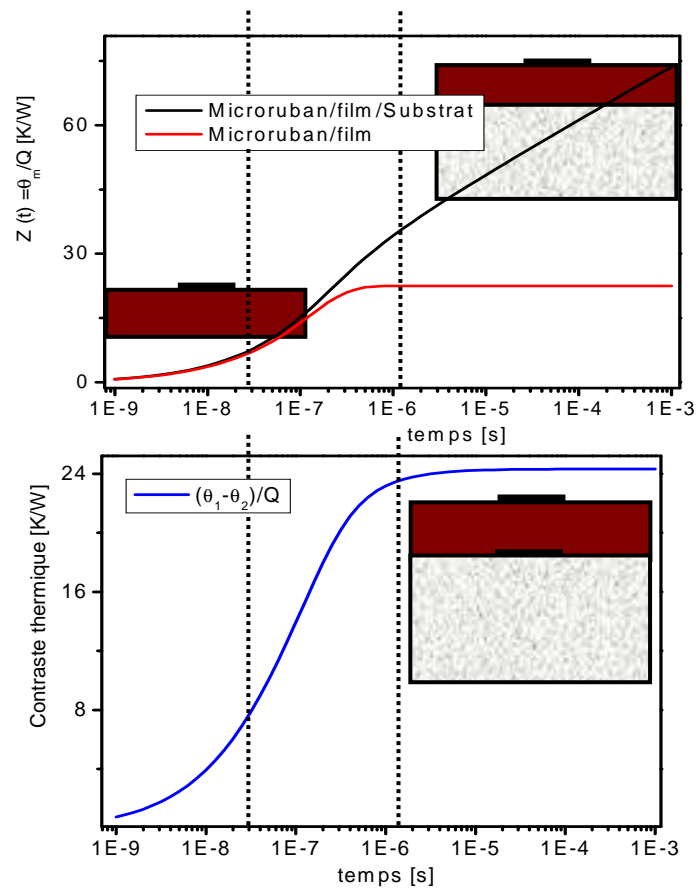 Z (t) =θm/Q [K/W]
60
30
0
Microruban/film/Substrat
Microruban/film
1E-9 1E-8 1E-7 1E-6 1E-5 1E-4 1E-3
temps [s]
Contraste thermique [K/W]
24
16
8
(θ1-θ2)/Q
1E-9 1E-8 1E-7 1E-6 1E-5 1E-4 1E-3
temps [s]